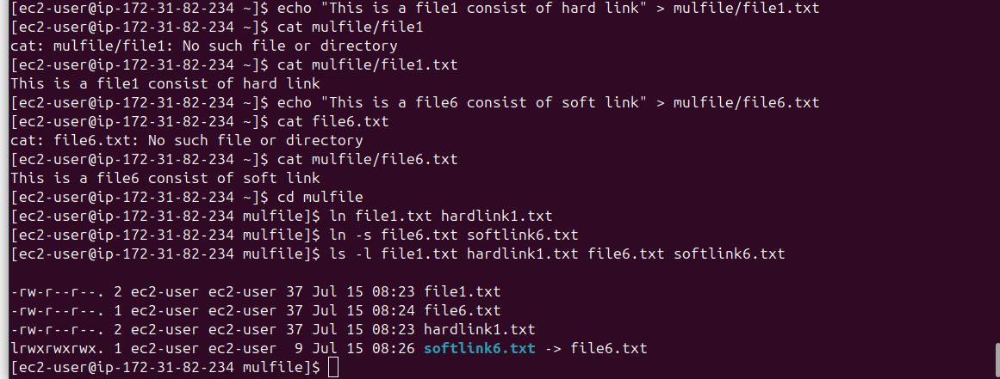 [ec2-user@ip-172-31-82-234 ~]$ echo "This is a file1 consist of hard link" > mulfile/file1.txt
[ec2-user@ip-172-31-82-234 ~]$ cat mulfile/file1
cat: mulfile/file1: No such file or directory
[ec2-user@ip-172-31-82-234 ~]$ cat mulfile/file1.txt
This is a file1 consist of hard link
[ec2-user@ip-172-31-82-234 ~]$ echo "This is a file6 consist of soft link" > mulfile/file6.txt
[ec2-user@ip-172-31-82-234 ~]$ cat file6.txt
cat: file6.txt: No such file or directory
[ec2-user@ip-172-31-82-234 ~]$ cat mulfile/file6.txt
This is a file6 consist of soft link
[ec2-user@ip-172-31-82-234 ~]$ cd mulfile
[ec2-user@ip-172-31-82-234 mulfile]$ ln file1.txt hardlink1.txt
[ec2-user@ip-172-31-82-234 mulfile]$ ln -s file6.txt softlink6.txt
[ec2-user@ip-172-31-82-234 mulfile]$ ls -l file1.txt hardlink1.txt file6.txt softlink6.txt
-rw-r--r--. 2 ec2-user ec2-user 37 Jul 15 08:23 file1.txt
-rw-r--r--. 1 ec2-user ec2-user 37 Jul 15 08:24 file6.txt
-rw-r--r--. 2 ec2-user ec2-user 37 Jul 15 08:23 hardlink1.txt
lrwxrwxrwx. 1 ec2-user ec2-user  9 Jul 15 08:26 softlink6.txt -> file6.txt
[ec2-user@ip-172-31-82-234 mulfile]$